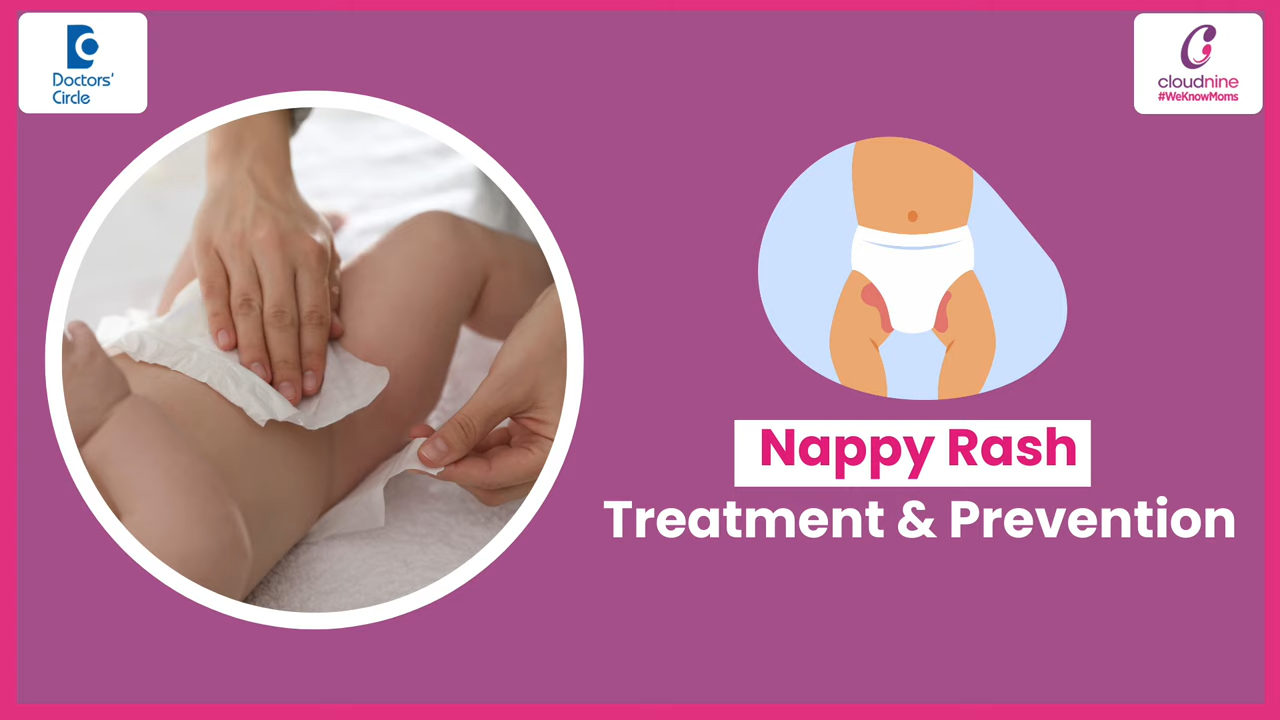 Doctors'
Circle
cloudnine
#WeKnowMoms
Nappy Rash
Treatment & Prevention